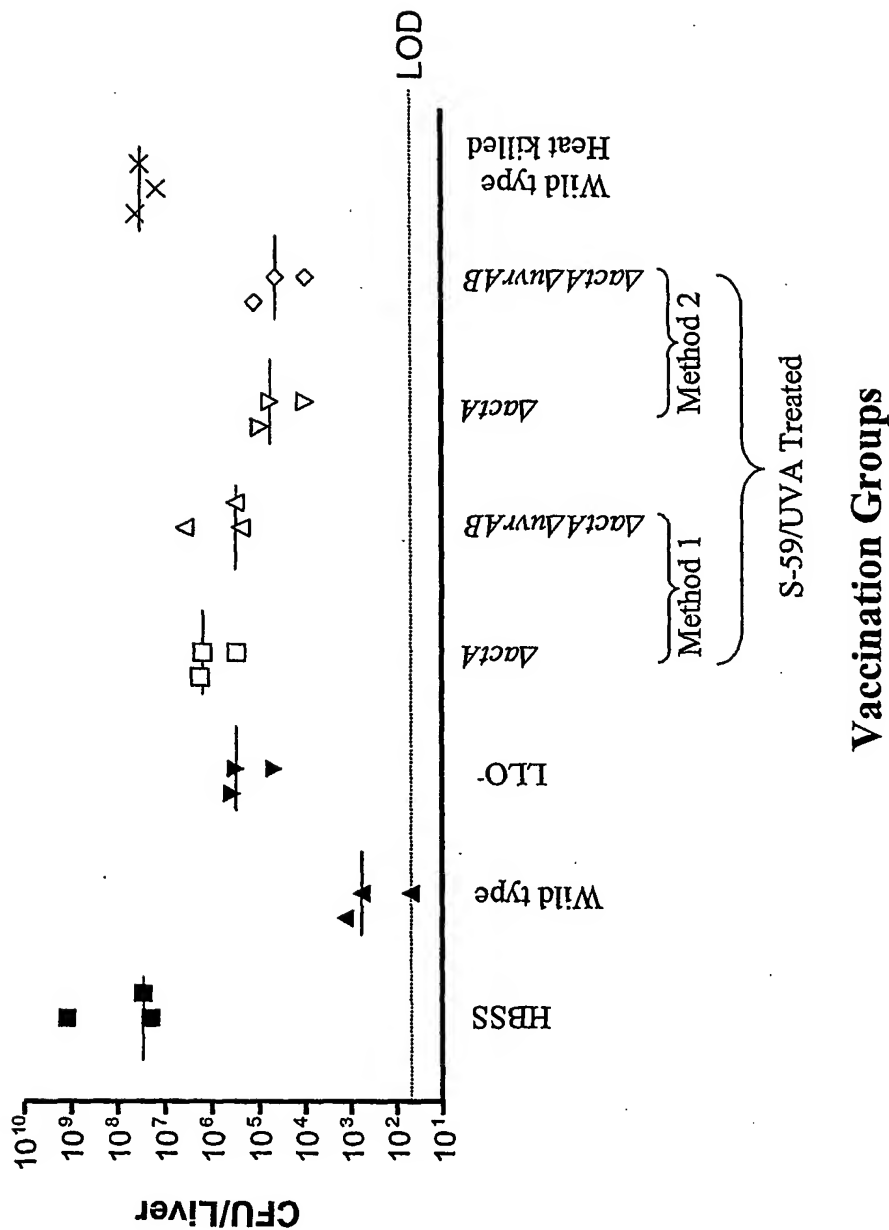 CFU/Liver
10^10
10^9
10^8
10^7
10^6
10^5
10^4
10^3
10^2
10^1
LOD
HBSS
Wild type
LLO-
ΔactA
ΔactAΔuvrAB
ΔactA
ΔactAΔuvrAB
Wild type
Heat killed
Method 1
Method 2
S-59/UVA Treated
Vaccination Groups